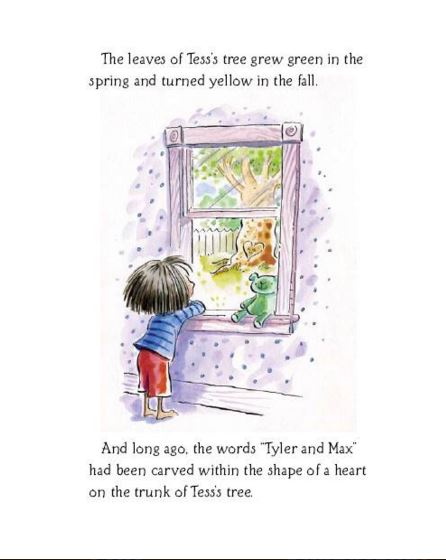 The leaves of Tess's tree grew green in the
spring and turned yellow in the fall.
And long ago, the words "Tyler and Max"
had been carved within the shape of a heart
on the trunk of Tess's tree.